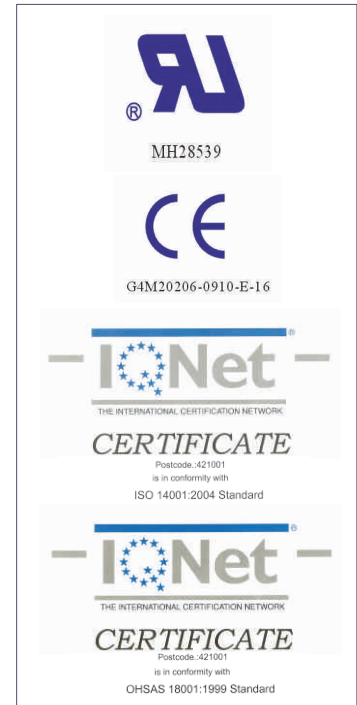 RU
®
MH28539
CE
G4M20206-0910-E-16
®
IQNet
THE INTERNATIONAL CERTIFICATION NETWORK
CERTIFICATE
Postcode.:421001
is in conformity with
ISO 14001:2004 Standard
®
IQNet
THE INTERNATIONAL CERTIFICATION NETWORK
CERTIFICATE
Postcode.:421001
is in conformity with
OHSAS 18001:1999 Standard